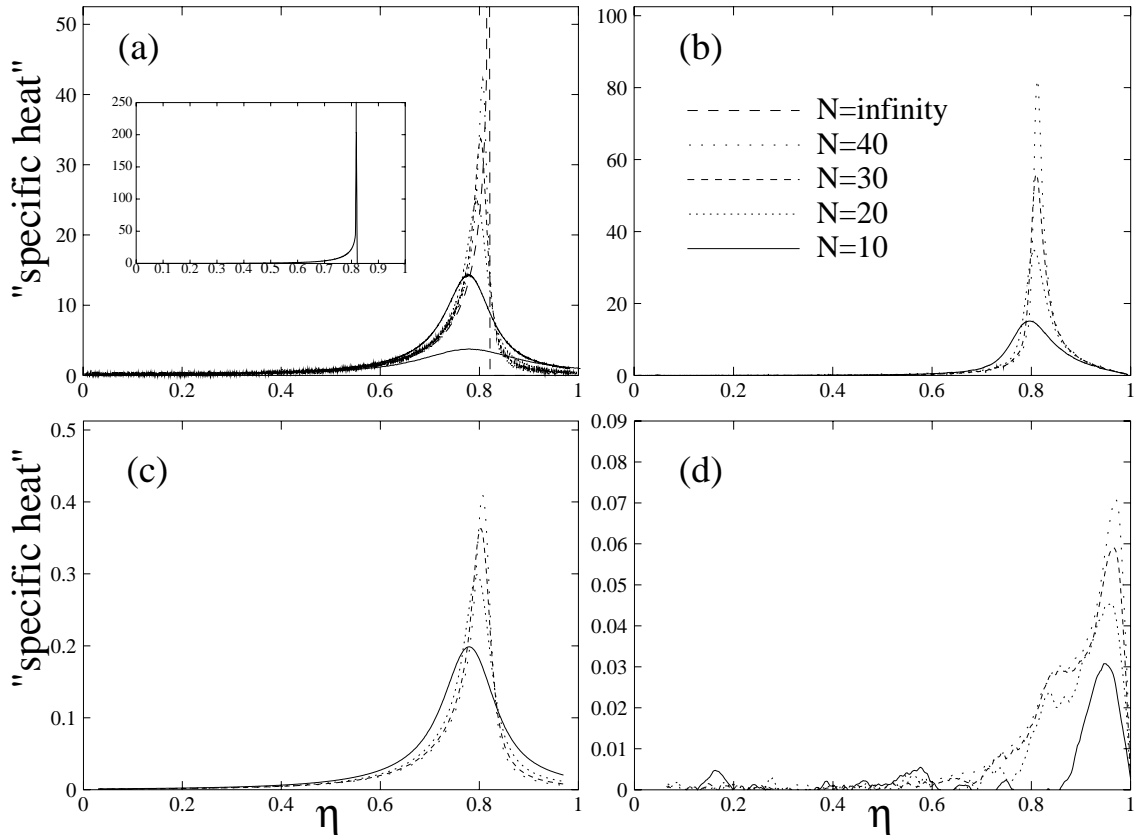 (a)
50
40
30
20
10
0
250
200
150
100
50
0
0 0.1 0.2 0.3 0.4 0.5 0.6 0.7 0.8 0.9 1
0 0.2 0.4 0.6 0.8 1
"specific heat"
(b)
100
80
60
40
20
0
N=infinity
N=40
N=30
N=20
N=10
0 0.2 0.4 0.6 0.8 1
(c)
0.5
0.4
0.3
0.2
0.1
0
0 0.2 0.4 0.6 0.8 1
"specific heat"
η
(d)
0.09
0.08
0.07
0.06
0.05
0.04
0.03
0.02
0.01
0
0 0.2 0.4 0.6 0.8 1
η